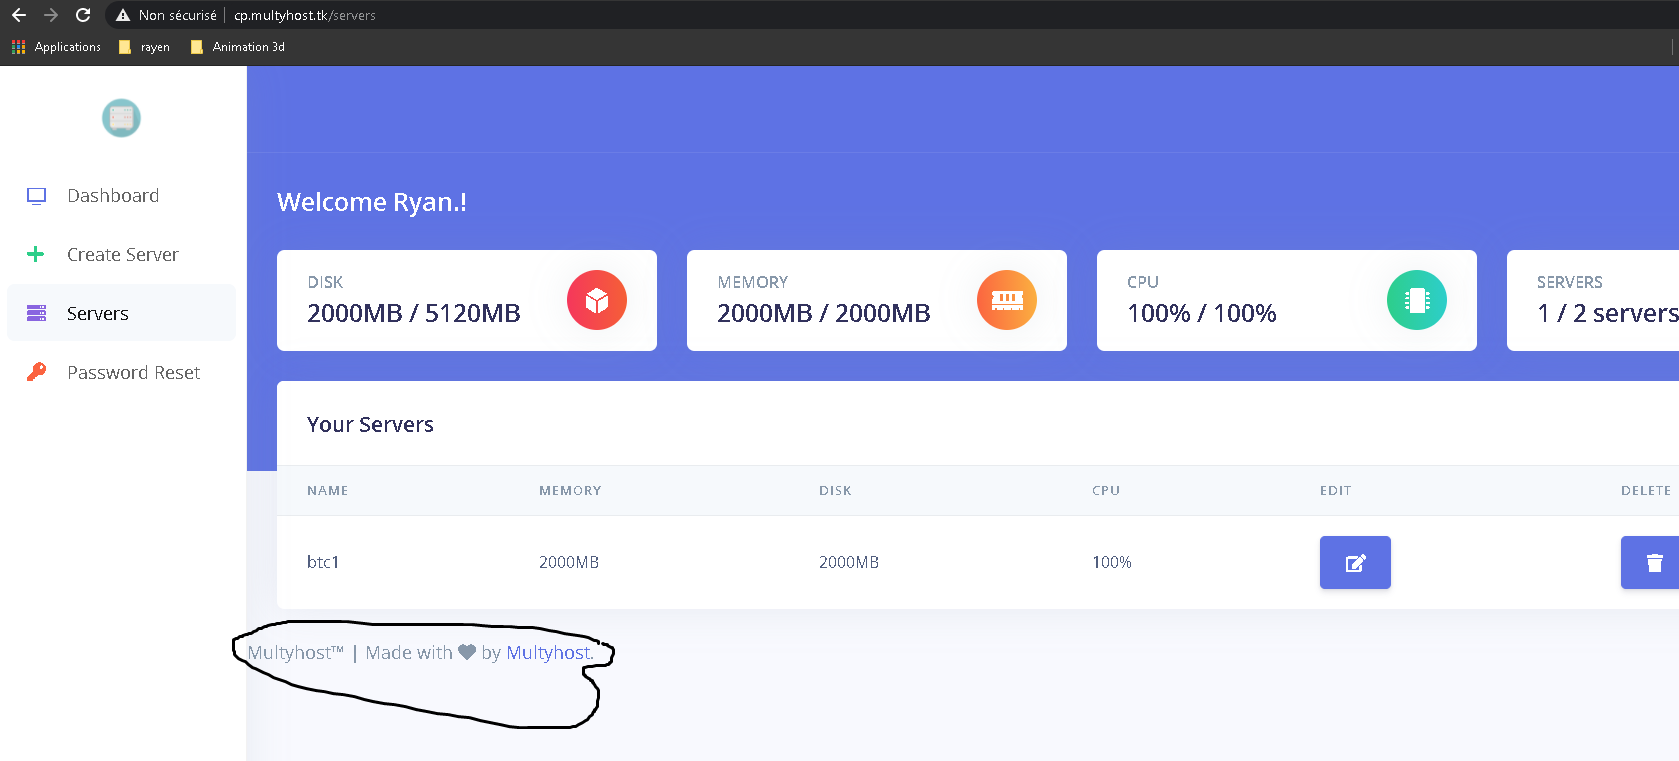 Non sécurisé cp.multyhost.tk/servers
Applications rayen Animation 3d
Dashboard
Create Server
Servers
Password Reset
Welcome Ryan.!
DISK
2000MB / 5120MB
MEMORY
2000MB / 2000MB
CPU
100% / 100%
SERVERS
1 / 2 servers
Your Servers
NAME MEMORY DISK CPU EDIT DELETE
btc1 2000MB 2000MB 100%
Multyhost™ | Made with ♥ by Multyhost.